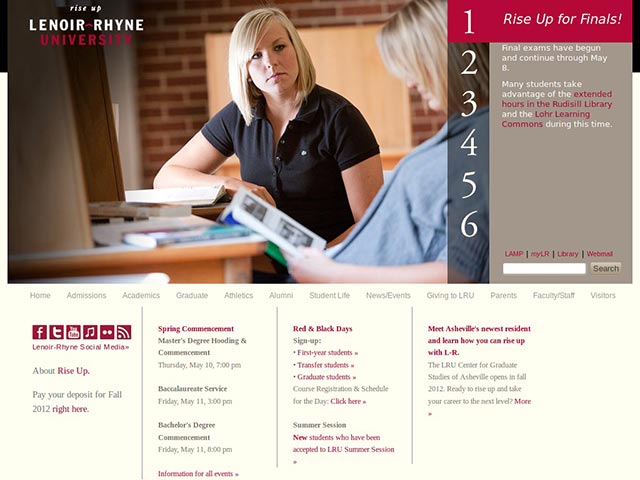 rise up
LENOIR-RHYNE
UNIVERSITY
1
2
3
4
5
6
Rise Up for Finals!
Final exams have begun
and continue through May
8.
Many students take
advantage of the extended
hours in the Rudisill Library
and the Lohr Learning
Commons during this time.
LAMP | myLR | Library | Webmail
Search
Home Admissions Academics Graduate Athletics Alumni Student Life News/Events Giving to LRU Parents Faculty/Staff Visitors
You
Tube
Lenoir-Rhyne Social Media»
About Rise Up.
Pay your deposit for Fall
2012 right here.
Spring Commencement
Master's Degree Hooding &
Commencement
Thursday, May 10, 7:00 pm
Baccalaureate Service
Friday, May 11, 3:00 pm
Bachelor's Degree
Commencement
Friday, May 11, 8:00 pm
Information for all events »
Red & Black Days
Sign-up:
• First-year students »
• Transfer students »
• Graduate students »
Course Registration & Schedule
for the Day: Click here »
Summer Session
New students who have been
accepted to LRU Summer Session
»
Meet Asheville's newest resident
and learn how you can rise up
with L-R.
The LRU Center for Graduate
Studies of Asheville opens in fall
2012. Ready to rise up and take
your career to the next level? More
»